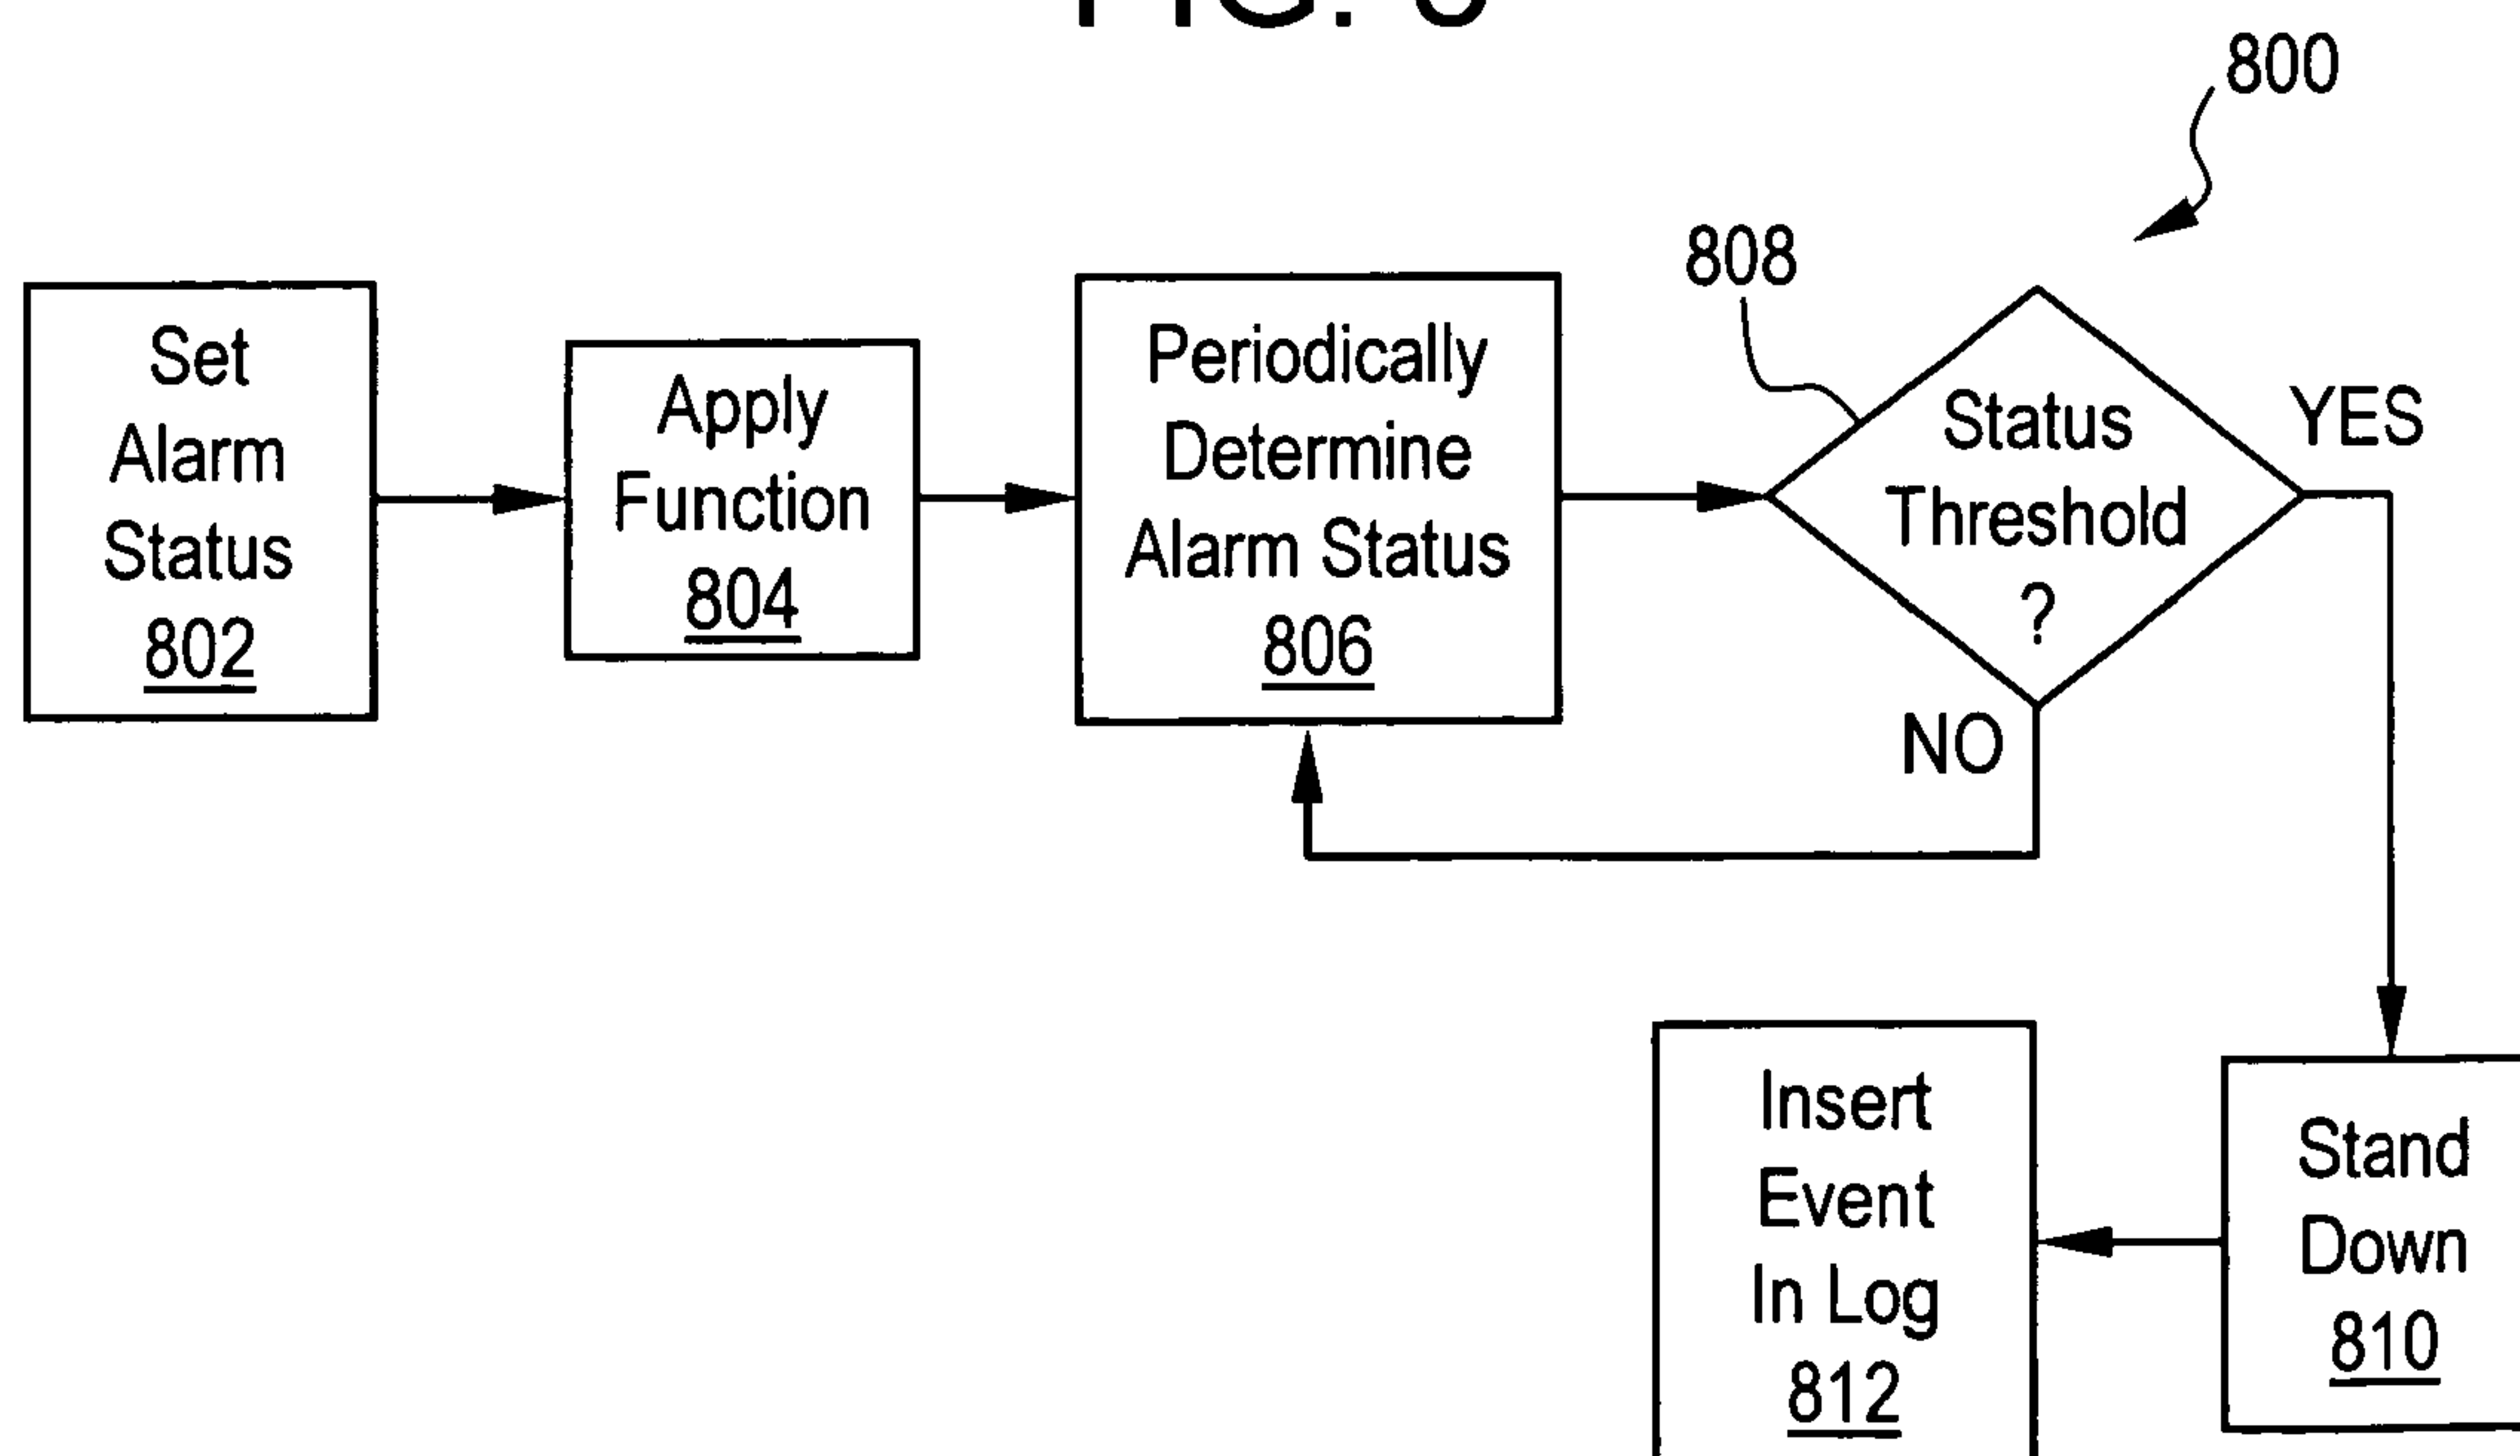 800
808
Set
Alarm
Status
802
Apply
Function
804
Periodically
Determine
Alarm Status
806
Status
Threshold
?
YES
NO
Insert
Event
In Log
812
Stand
Down
810